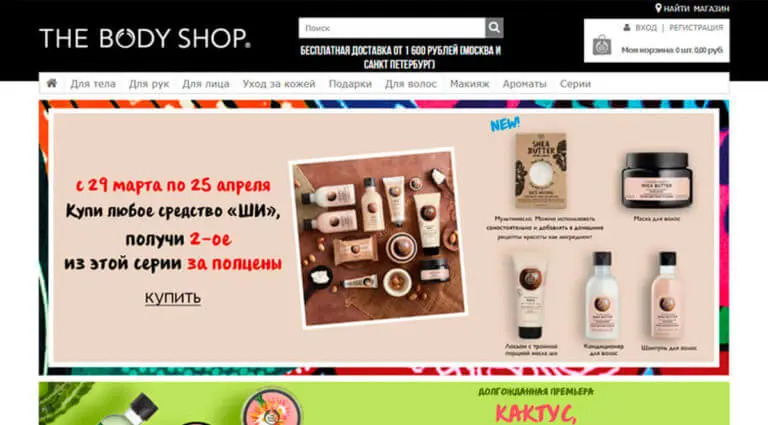 НАЙТИ МАГАЗИН
THE BODY SHOP®
Поиск
БЕСПЛАТНАЯ ДОСТАВКА ОТ 1 600 РУБЛЕЙ (МОСКВА И
САНКТ ПЕТЕРБУРГ)
ВХОД | РЕГИСТРАЦИЯ
Моя корзина: 0 шт. 0,00 руб.
Для тела Для рук Для лица Уход за кожей Подарки Для волос Макияж Ароматы Серии
с 29 марта по 25 апреля
Купи любое средство «ШИ»,
получи 2-ое
из этой серии за полцены
КУПИТЬ
NEW!
SHEA
BUTTER
SHEA BUTTER
Мультимасло. Можно использовать
самостоятельно и добавлять в домашние
рецепты красоты как ингредиент
Маска для волос
Лосьон с тройной
порцией масла ши
Кондиционер
для волос
Шампунь для волос
ДОЛГОЖДАННАЯ ПРЕМЬЕРА
КАКТУС,